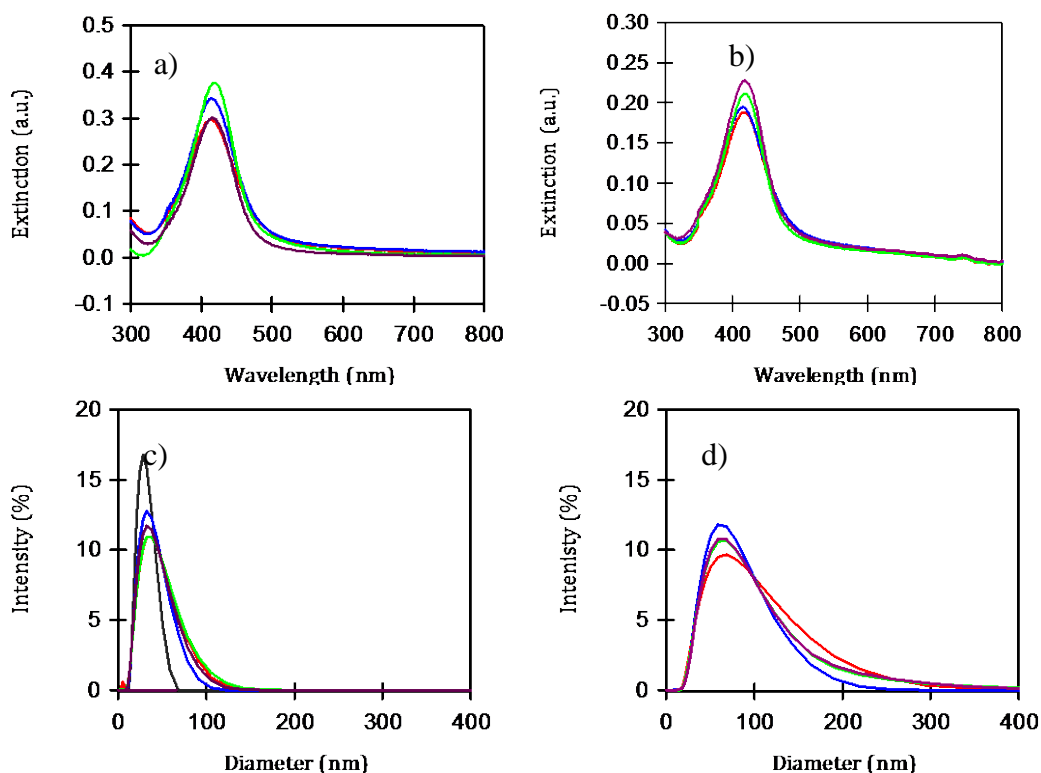 a)
Extinction (a.u.)
0.5
0.4
0.3
0.2
0.1
0.0
-0.1
300 400 500 600 700 800
Wavelength (nm)
b)
Extinction (a.u.)
0.30
0.25
0.20
0.15
0.10
0.05
0.00
-0.05
300 400 500 600 700 800
Wavelength (nm)
c)
Intensity (%)
20
15
10
5
0
0 100 200 300 400
Diameter (nm)
d)
Intenisty (%)
20
15
10
5
0
0 100 200 300 400
Diameter (nm)